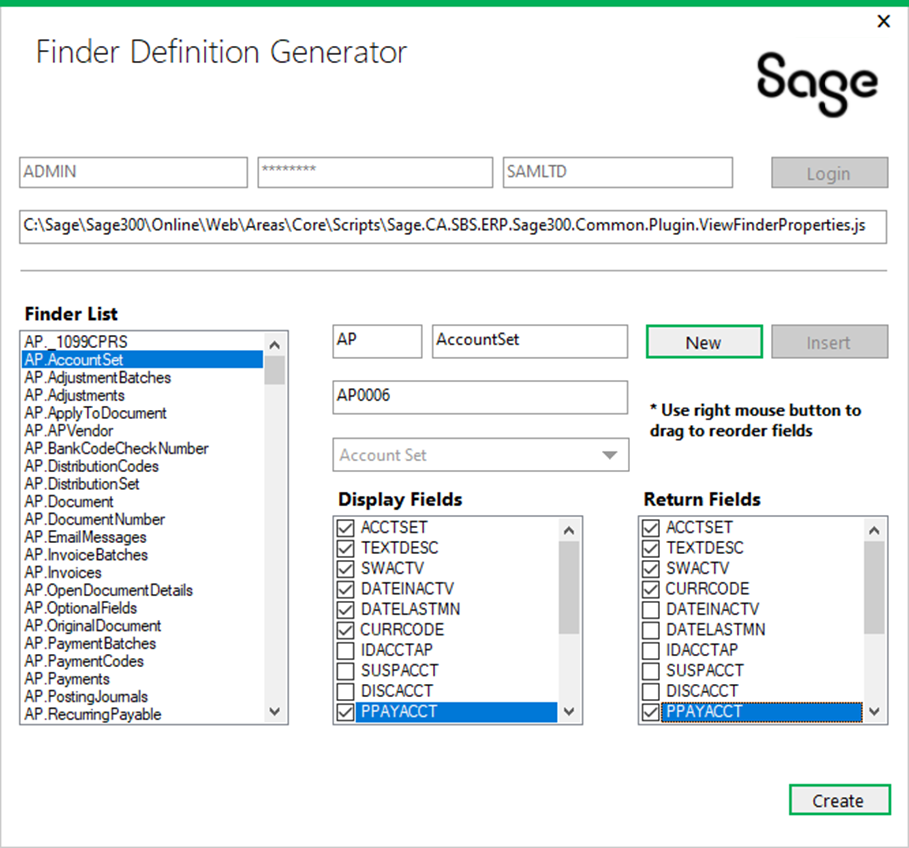 Finder Definition Generator
Sage
ADMIN
********
SAMLTD
Login
C:\Sage\Sage300\Online\Web\Areas\Core\Scripts\Sage.CA.SBS.ERP.Sage300.Common.Plugin.ViewFinderProperties.js
Finder List
AP._1099CPRS
AP.AccountSet
AP.AdjustmentBatches
AP.Adjustments
AP.ApplyToDocument
AP.APVendor
AP.BankCodeCheckNumber
AP.DistributionCodes
AP.DistributionSet
AP.Document
AP.DocumentNumber
AP.EmailMessages
AP.InvoiceBatches
AP.Invoices
AP.OpenDocumentDetails
AP.OptionalFields
AP.OriginalDocument
AP.PaymentBatches
AP.PaymentCodes
AP.Payments
AP.PostingJournals
AP.RecurringPayable
AP
AccountSet
New
Insert
AP0006
* Use right mouse button to
drag to reorder fields
Account Set
Display Fields
ACCTSET
TEXTDESC
SWACTV
DATEINACTV
DATELASTMN
CURRCODE
IDACCTAP
SUSPACCT
DISCACCT
PPAYACCT
Return Fields
ACCTSET
TEXTDESC
SWACTV
CURRCODE
DATEINACTV
DATELASTMN
IDACCTAP
SUSPACCT
DISCACCT
PPAYACCT
Create